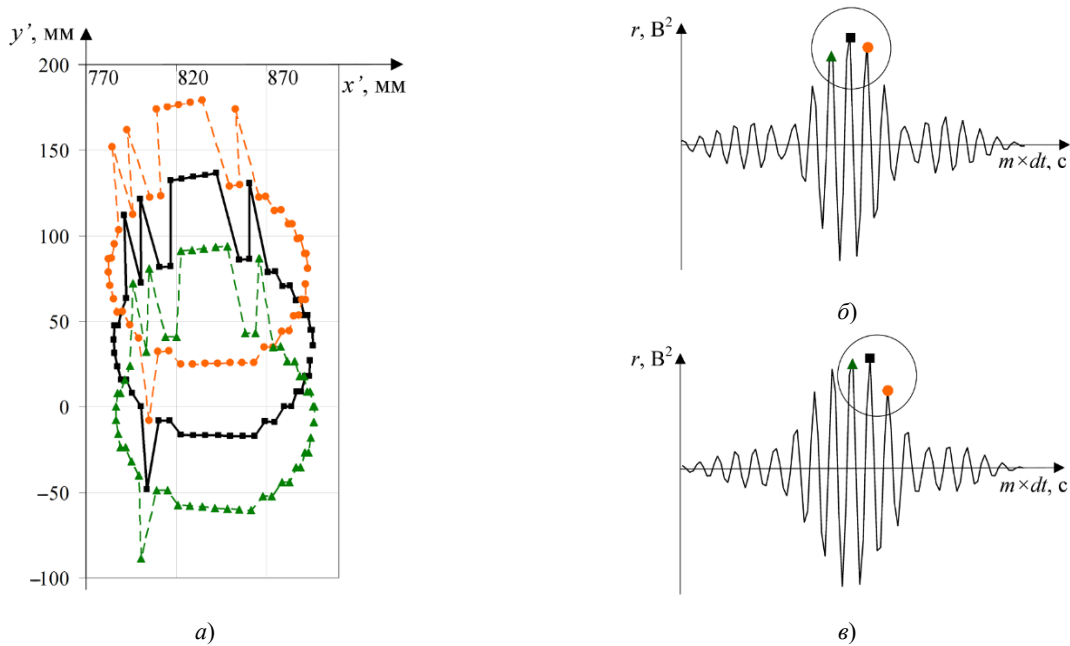 y’, мм
200
770
820
870
x’, мм
150
100
50
0
–50
–100
а)
r, В²
m×dt, с
б)
r, В²
m×dt, с
в)